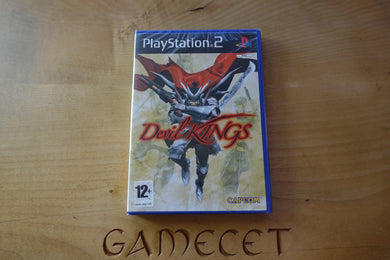 PlayStation 2
Devil KINGS
12+
CAPCOM
GAMECET